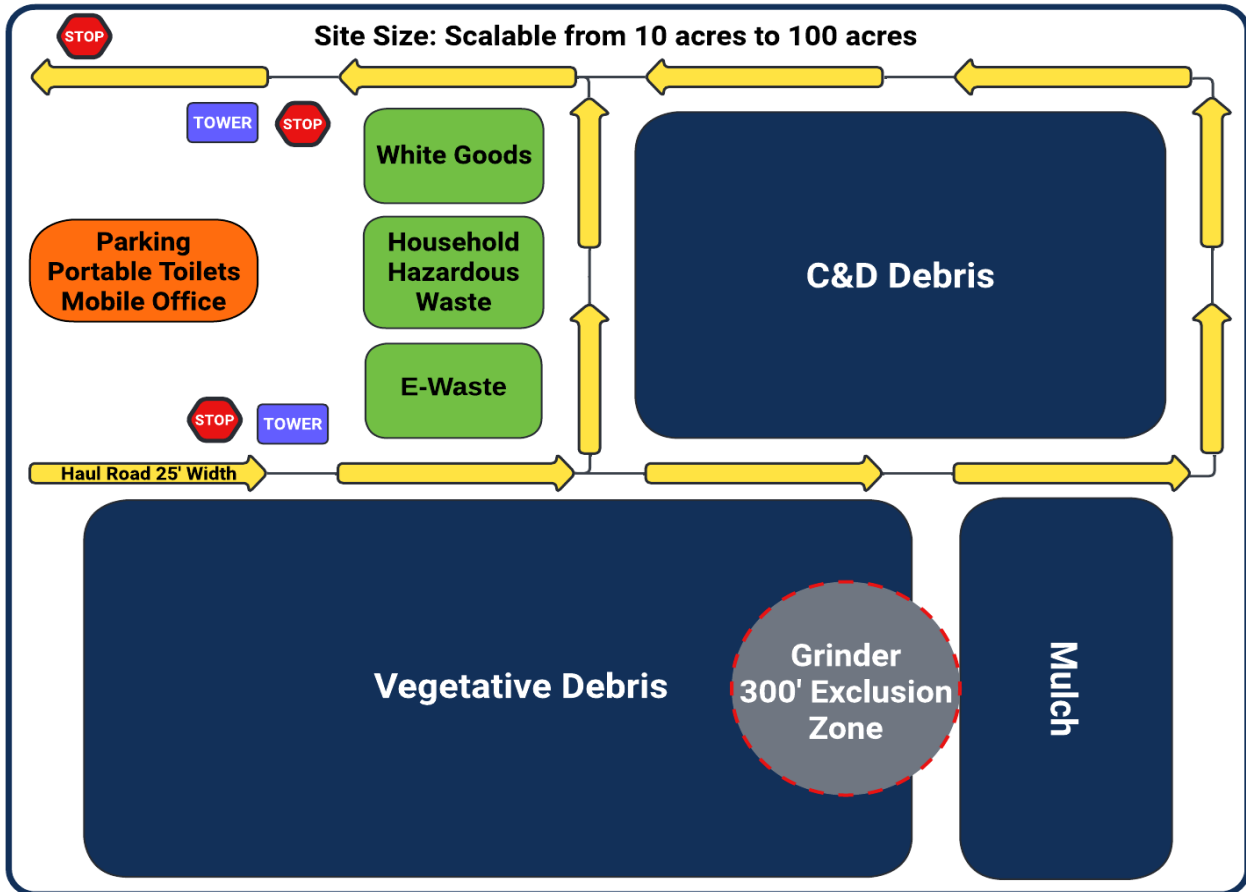 STOP
Site Size: Scalable from 10 acres to 100 acres
TOWER
STOP
White Goods
Parking
Portable Toilets
Mobile Office
Household
Hazardous
Waste
C&D Debris
E-Waste
STOP
TOWER
Haul Road 25' Width
Vegetative Debris
Grinder
300' Exclusion
Zone
Mulch